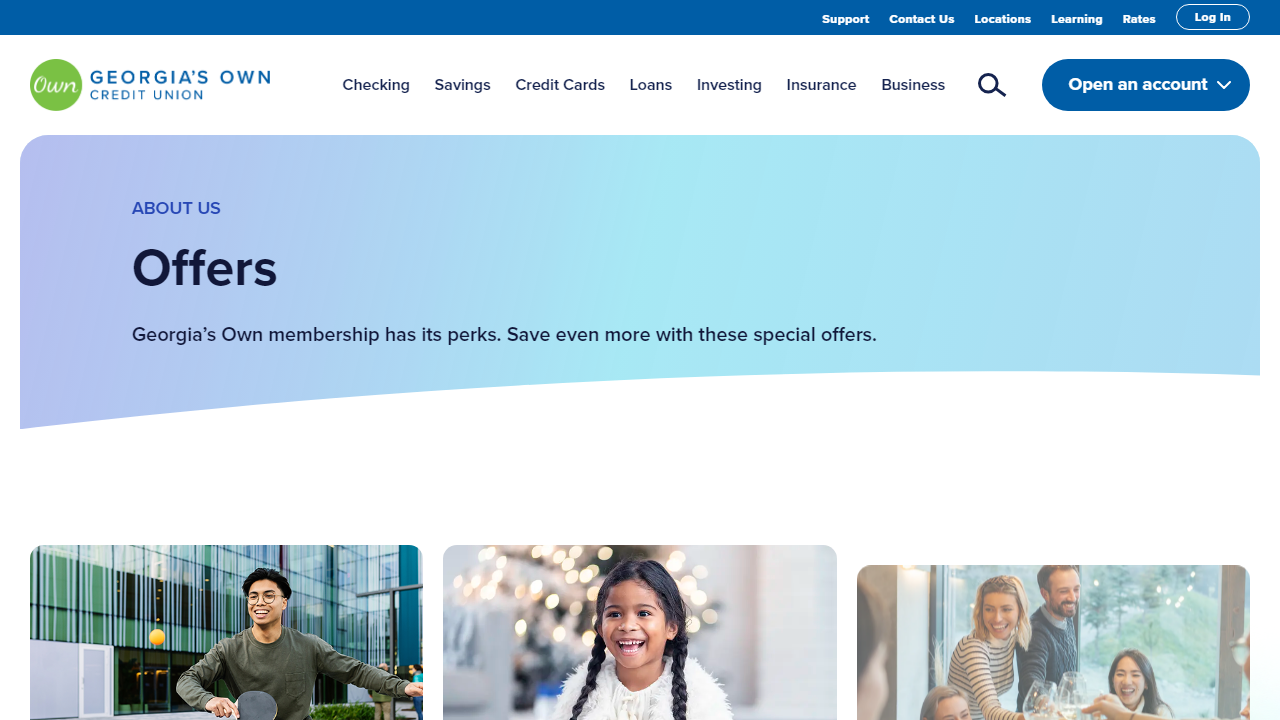 Support Contact Us Locations Learning Rates Log In
Own GEORGIA'S OWN
CREDIT UNION
Checking Savings Credit Cards Loans Investing Insurance Business Open an account
ABOUT US
Offers
Georgia’s Own membership has its perks. Save even more with these special offers.